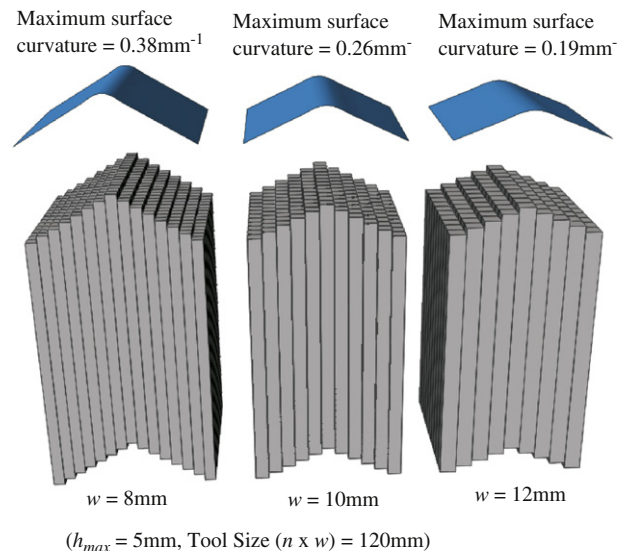 Maximum surface
curvature = 0.38mm⁻¹
Maximum surface
curvature = 0.26mm⁻
Maximum surface
curvature = 0.19mm⁻
w = 8mm
w = 10mm
w = 12mm
(hmax = 5mm, Tool Size (n x w) = 120mm)